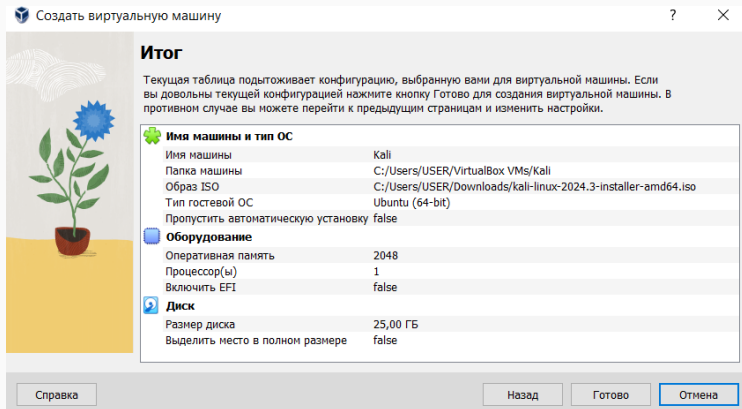 Создать виртуальную машину
?
Итог
Текущая таблица подытоживает конфигурацию, выбранную вами для виртуальной машины. Если
вы довольны текущей конфигурацией нажмите кнопку Готово для создания виртуальной машины. В
противном случае вы можете перейти к предыдущим страницам и изменить настройки.
Имя машины и тип ОС
Имя машины Kali
Папка машины C:/Users/USER/VirtualBox VMs/Kali
Образ ISO C:/Users/USER/Downloads/kali-linux-2024.3-installer-amd64.iso
Тип гостевой ОС Ubuntu (64-bit)
Пропустить автоматическую установку false
Оборудование
Оперативная память 2048
Процессор(ы) 1
Включить EFI false
Диск
Размер диска 25,00 ГБ
Выделить место в полном размере false
Справка Назад Готово Отмена